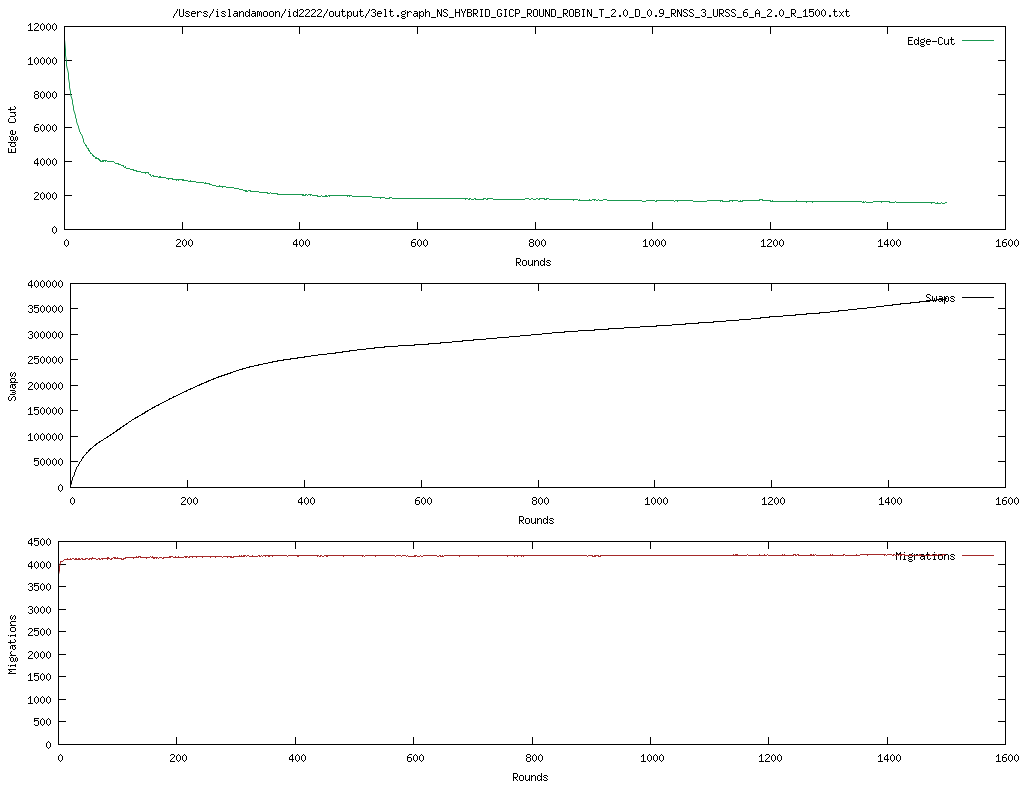 /Users/islandamoon/id2222/output/3elt.graph_NS_HYBRID_GICP_ROUND_ROBIN_T_2.0_D_0.9_RNSS_3_URSS_6_A_2.0_R_1500.txt
Edge-Cut
12000
10000
8000
6000
4000
2000
0
Edge Cut
0 200 400 600 800 1000 1200 1400 1600
Rounds
Swaps
400000
350000
300000
250000
200000
150000
100000
50000
0
Swaps
0 200 400 600 800 1000 1200 1400 1600
Rounds
Migrations
4500
4000
3500
3000
2500
2000
1500
1000
500
0
Migrations
0 200 400 600 800 1000 1200 1400 1600
Rounds